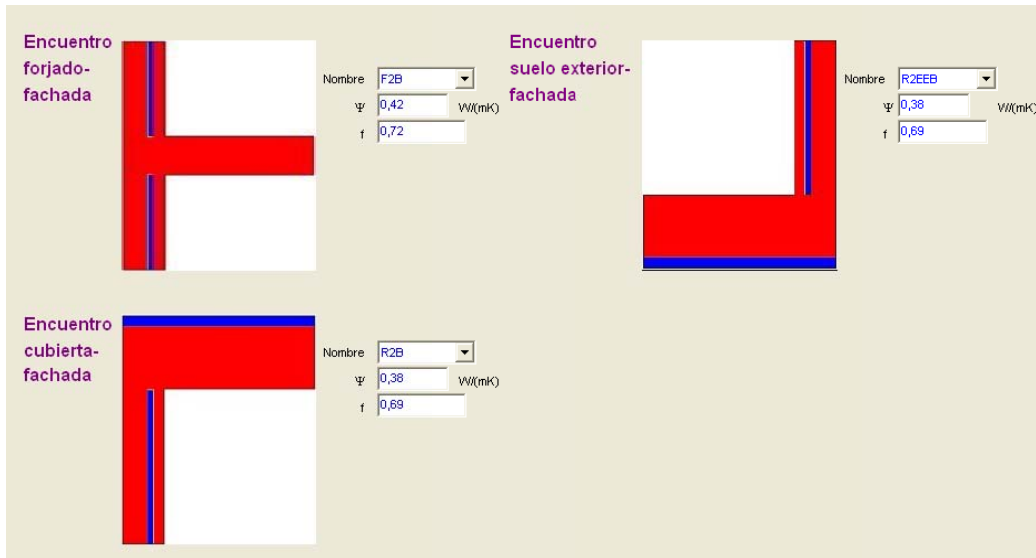 Encuentro
forjado-
fachada
Nombre F2B
Ψ 0,42 W/(mK)
f 0,72
Encuentro
suelo exterior-
fachada
Nombre R2EEB
Ψ 0,38 W/(mK)
f 0,69
Encuentro
cubierta-
fachada
Nombre R2B
Ψ 0,38 W/(mK)
f 0,69